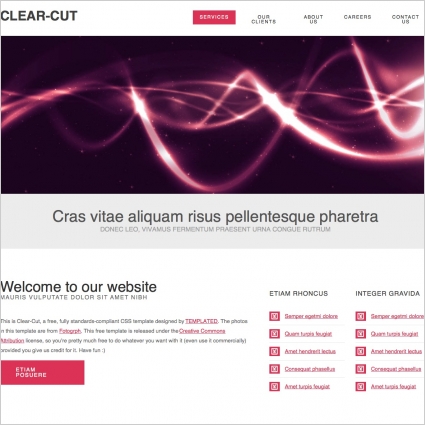 CLEAR-CUT
SERVICES
OUR
CLIENTS
ABOUT
US
CAREERS
CONTACT
US
Cras vitae aliquam risus pellentesque pharetra
DONEC LEO, VIVAMUS FERMENTUM PRAESENT URNA CONGUE RUTRUM
Welcome to our website
MAURIS VULPUTATE DOLOR SIT AMET NIBH
This is Clear-Cut, a free, fully standards-compliant CSS template designed by TEMPLATED. The photos
in this template are from Fotogrph. This free template is released under the Creative Commons
Attribution license, so you're pretty much free to do whatever you want with it (even use it commercially)
provided you give us credit for it. Have fun :)
ETIAM
POSUERE
ETIAM RHONCUS
Semper egetmi dolore
Quam turpis feugiat
Amet hendrerit lectus
Consequat phasellus
Amet turpis feugiat
INTEGER GRAVIDA
Semper egetmi dolore
Quam turpis feugiat
Amet hendrerit lectus
Consequat phasellus
Amet turpis feugiat